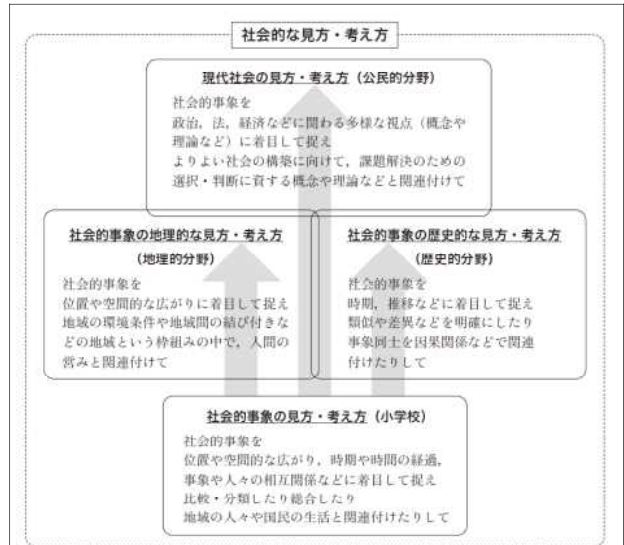 社会的な見方・考え方
現代社会の見方・考え方（公民的分野）
社会的事象を
政治，法，経済などに関わる多様な視点（概念や
理論など）に着目して捉え
よりよい社会の構築に向けて，課題解決のための
選択・判断に資する概念や理論などと関連付けて
社会的事象の地理的な見方・考え方
（地理的分野）
社会的事象を
位置や空間的な広がりに着目して捉え
地域の環境条件や地域間の結び付きな
どの地域という枠組みの中で，人間の
営みと関連付けて
社会的事象の歴史的な見方・考え方
（歴史的分野）
社会的事象を
時期，推移などに着目して捉え
類似や差異などを明確にしたり
事象同士を因果関係などで関連
付けたりして
社会的事象の見方・考え方（小学校）
社会的事象を
位置や空間的な広がり，時期や時間の経過，
事象や人々の相互関係などに着目して捉え
比較・分類したり総合したり
地域の人々や国民の生活と関連付けたりして